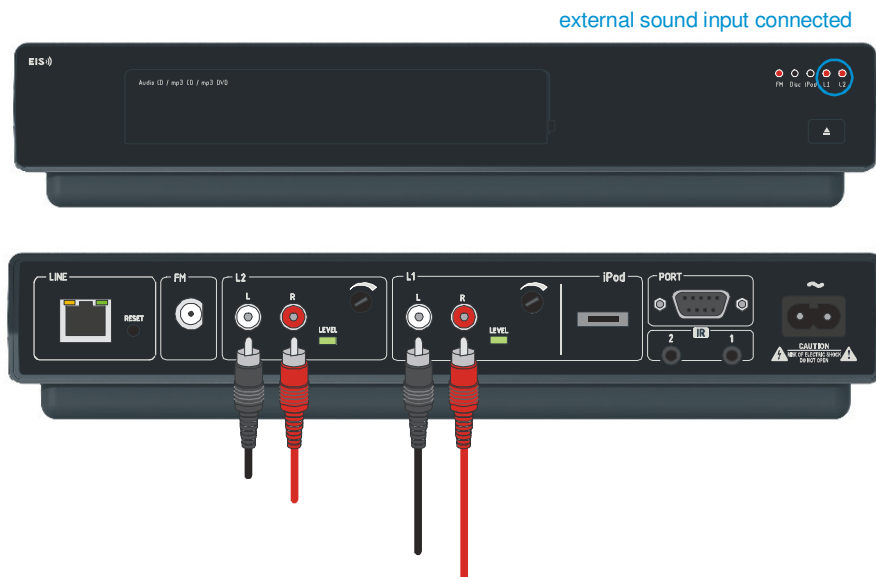 external sound input connected
EIS
Audio CD / mp3 CD / mp3 DVD
FM Disc iPod L1 L2
LINE FM L2 L1 iPod PORT
L R L R
RESET
LEVEL LEVEL
IR
2 1
~
CAUTION
RISK OF ELECTRIC SHOCK
DO NOT OPEN